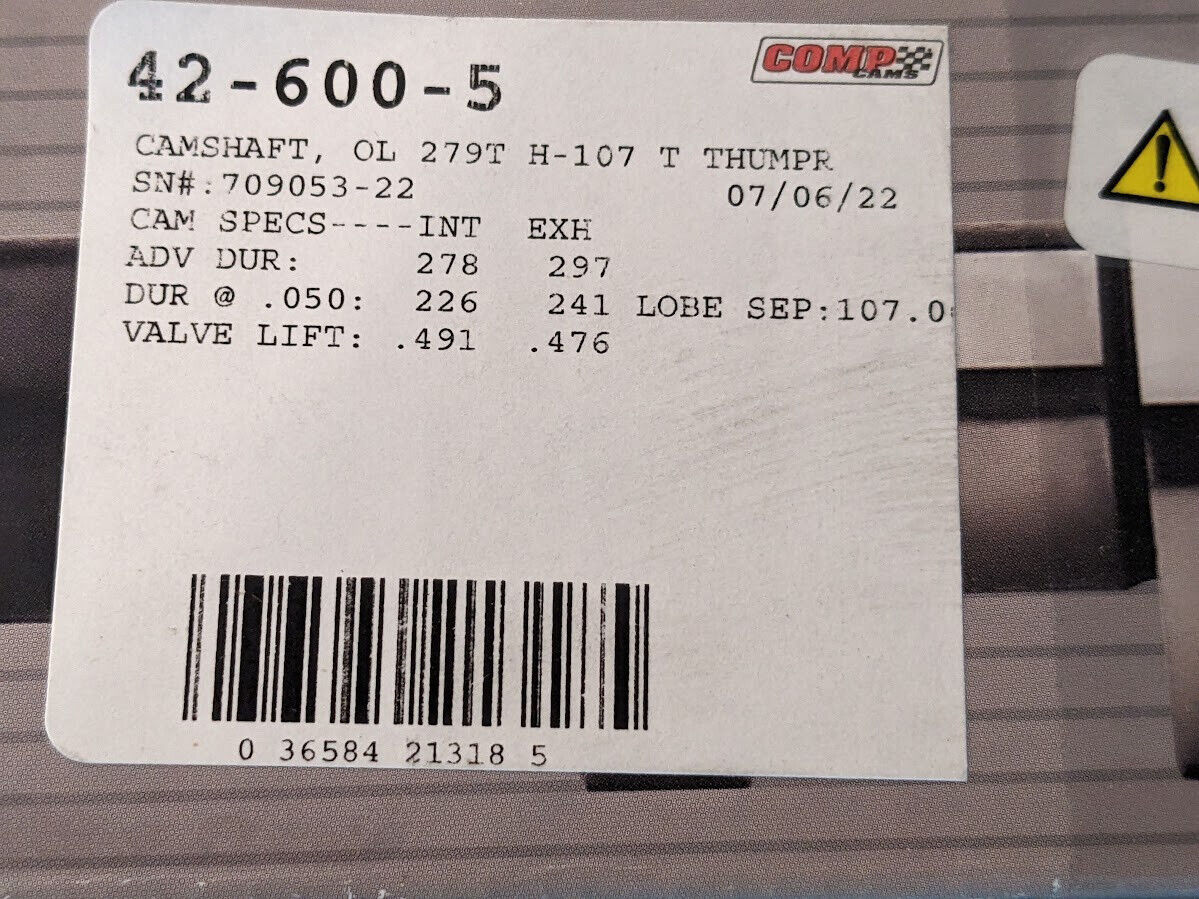 42-600-5
COMP
CAMS
CAMSHAFT, OL 279T H-107 T THUMPR
SN#:709053-22 07/06/22
CAM SPECS----INT EXH
ADV DUR: 278 297
DUR @ .050: 226 241 LOBE SEP:107.0
VALVE LIFT: .491 .476
0 36584 21318 5